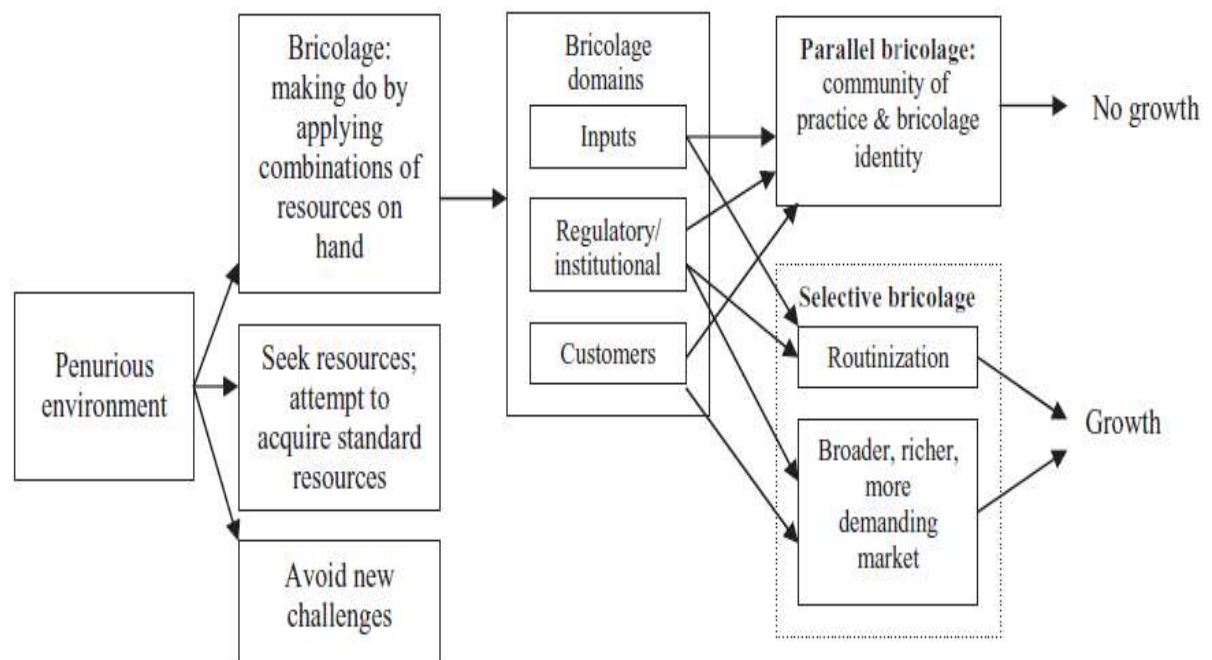 Penurious
environment
Bricolage:
making do by
applying
combinations of
resources on
hand
Seek resources;
attempt to
acquire standard
resources
Avoid new
challenges
Bricolage
domains
Inputs
Regulatory/
institutional
Customers
Parallel bricolage:
community of
practice & bricolage
identity
Selective bricolage
Routinization
Broader, richer,
more
demanding
market
No growth
Growth